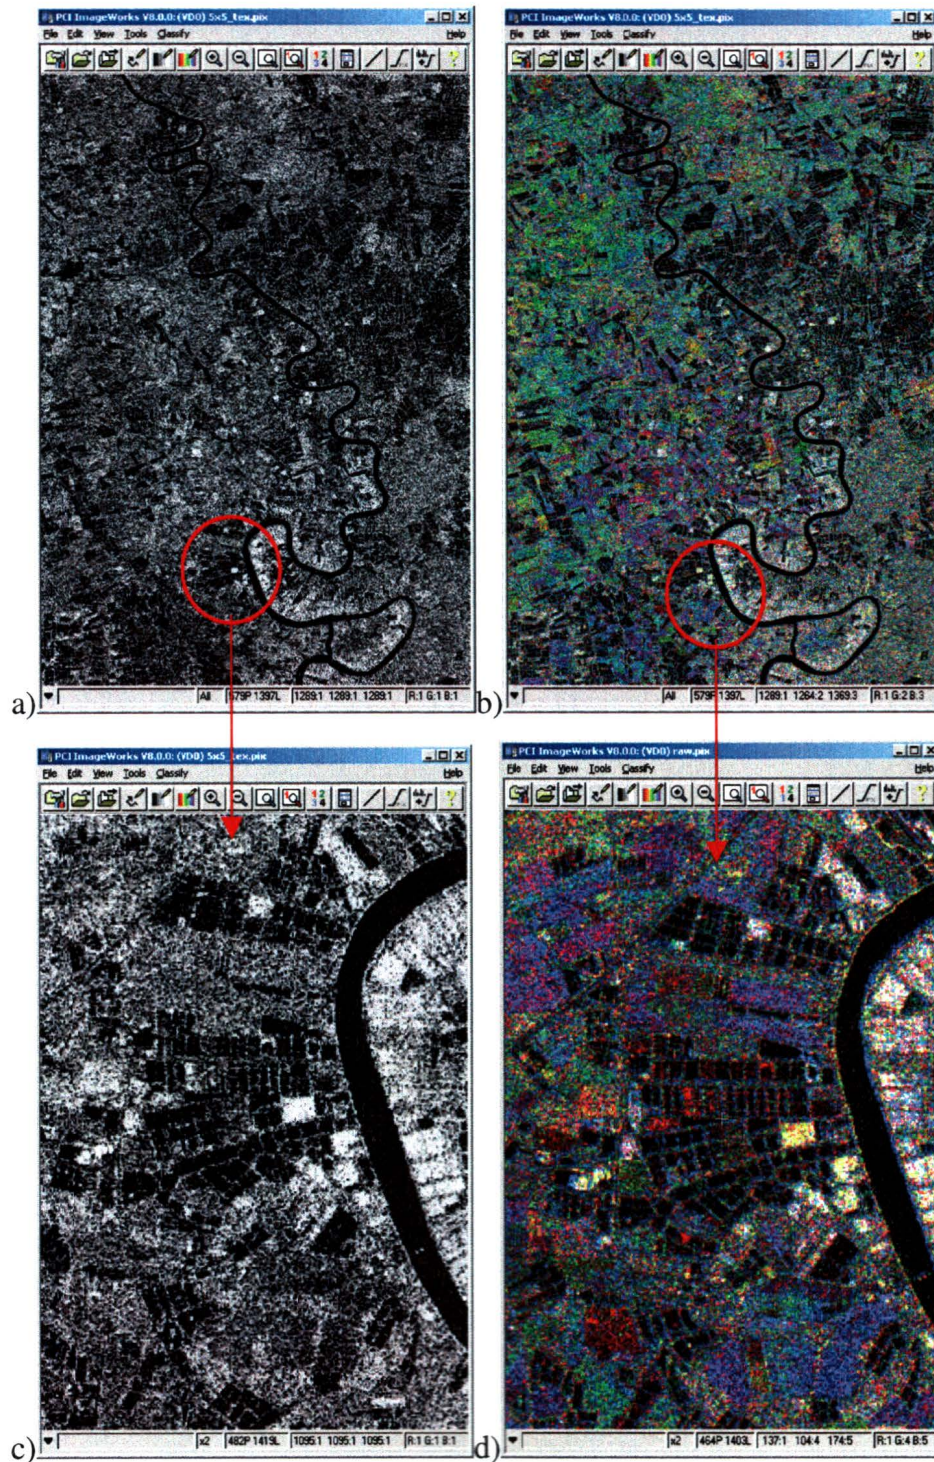 PCI ImageWorks V8.0.0: (VD0) 5x5_tex.pix
File Edit View Tools Classify Help
All 579P 1397L 1289:1 1289:1 1289:1 R:1 G:1 B:1
a)
PCI ImageWorks V8.0.0: (VD0) 5x5_tex.pix
File Edit View Tools Classify Help
All 579P 1397L 1289:1 1264:2 1369:3 R:1 G:2 B:3
b)
PCI ImageWorks V8.0.0: (VD0) 5x5_tex.pix
File Edit View Tools Classify Help
x2 482P 1419L 1095:1 1095:1 1095:1 R:1 G:1 B:1
c)
PCI ImageWorks V8.0.0: (VD0) raw.pix
File Edit View Tools Classify Help
x2 464P 1403L 137:1 104:4 174:5 R:1 G:4 B:5
d)